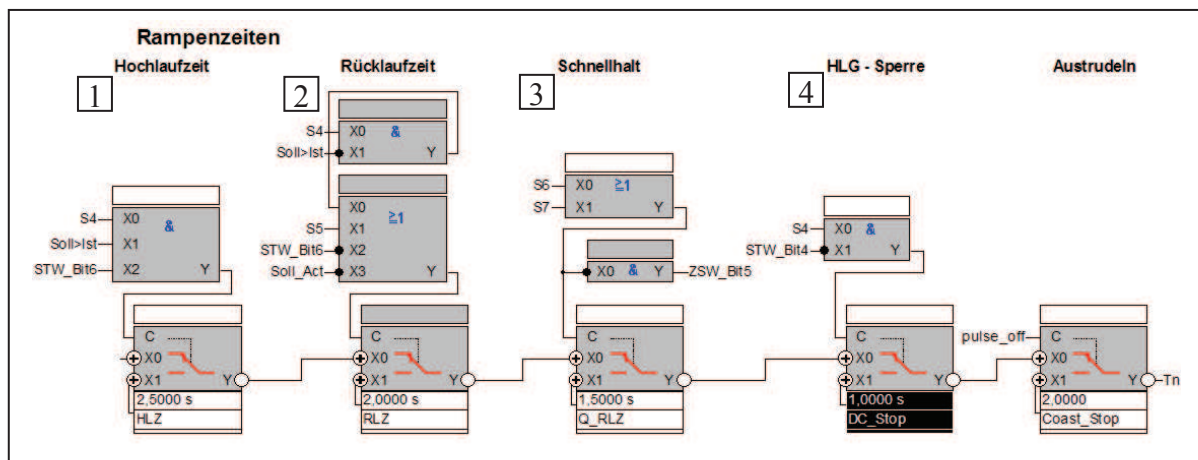 Rampenzeiten
Hochlaufzeit
Rücklaufzeit
Schnellhalt
HLG - Sperre
Austrudeln
1
2
3
4
S4
X0
&
Soll>Ist
X1
STW_Bit6
X2
Y
S4
X0
&
Soll>Ist
X1
Y
X0
≥1
S5
X1
STW_Bit6
X2
Soll_Act
X3
Y
S6
X0
≥1
S7
X1
Y
X0
&
Y
ZSW_Bit5
S4
X0
&
STW_Bit4
X1
Y
C
X0
X1
Y
2,5000 s
HLZ
C
X0
X1
Y
2,0000 s
RLZ
C
X0
X1
Y
1,5000 s
Q_RLZ
C
X0
X1
Y
1,0000 s
DC_Stop
pulse_off
C
X0
X1
Y
Tn
2,0000
Coast_Stop